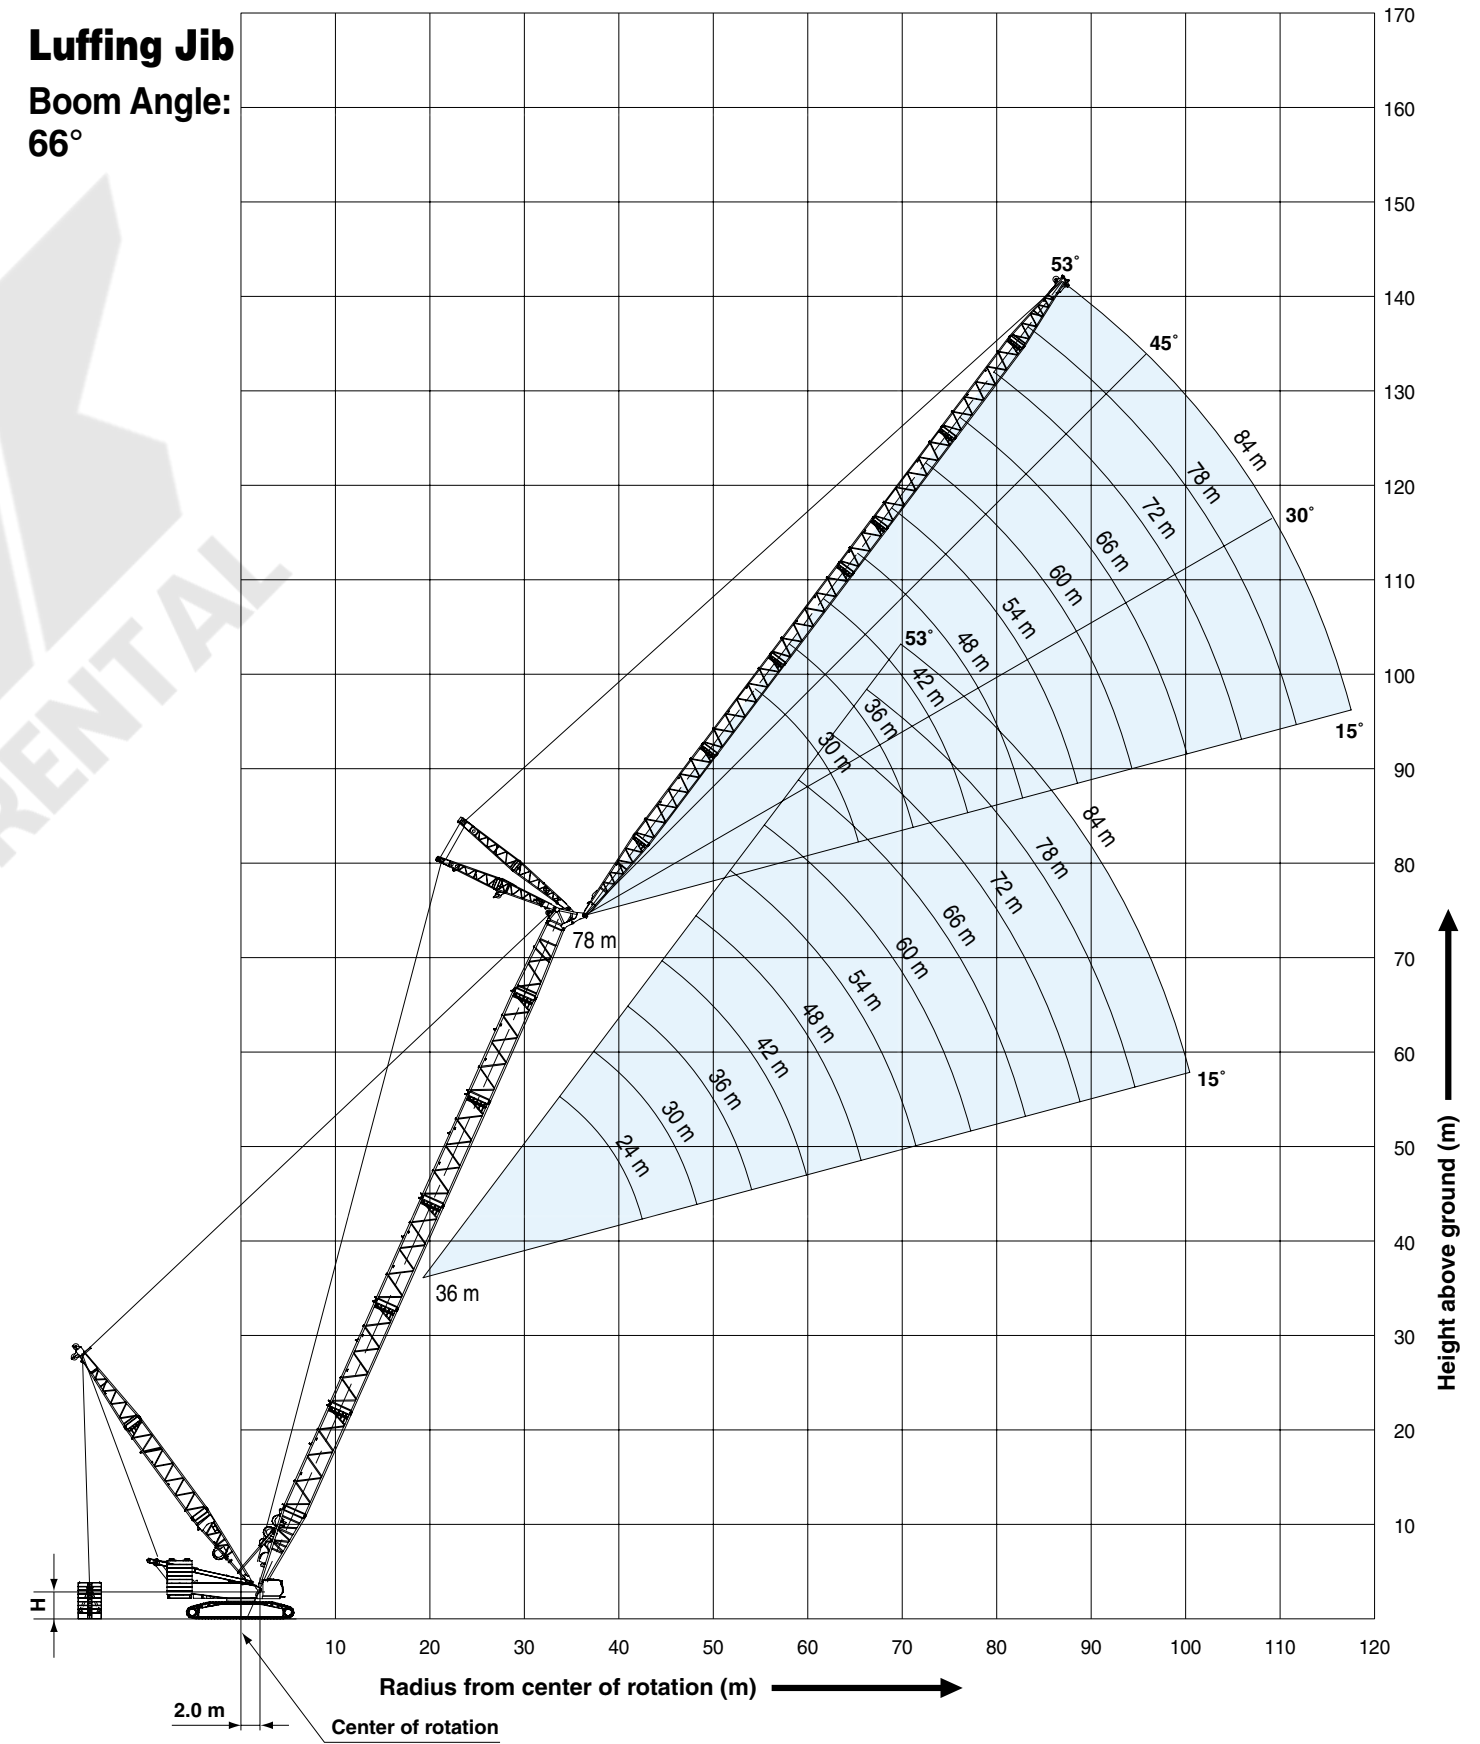 Luffing Jib
Boom Angle:
66°
RENTAL
170
160
150
140
130
120
110
100
90
80
70
60
50
40
30
20
10
53°
45°
30°
15°
84 m
78 m
72 m
66 m
60 m
54 m
48 m
42 m
36 m
30 m
78 m
53°
84 m
78 m
72 m
66 m
60 m
54 m
48 m
42 m
36 m
30 m
24 m
15°
36 m
Height above ground (m)
H
10 20 30 40 50 60 70 80 90 100 110 120
Radius from center of rotation (m)
2.0 m
Center of rotation